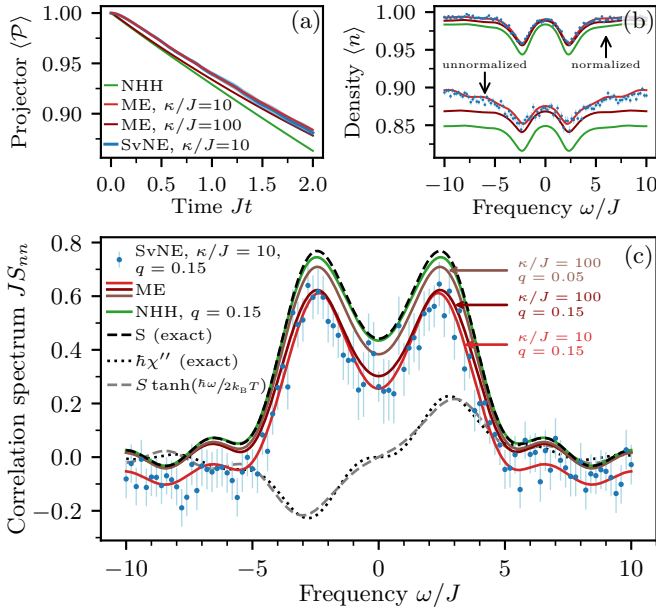 (a)
Projector ⟨𝒫⟩
1.00
0.95
0.90
NHH
ME, κ/J=10
ME, κ/J=100
SvNE, κ/J=10
0.0 0.5 1.0 1.5 2.0
Time Jt
(b)
Density ⟨n⟩
1.00
0.95
0.90
0.85
unnormalized
normalized
−10 −5 0 5 10
Frequency ω/J
(c)
Correlation spectrum JSnn
0.8
0.6
0.4
0.2
0.0
−0.2
SvNE, κ/J = 10,
q = 0.15
ME
NHH, q = 0.15
S (exact)
ħχ′′ (exact)
S tanh(ħω/2kBT)
κ/J = 100
q = 0.05
κ/J = 100
q = 0.15
κ/J = 10
q = 0.15
−10 −5 0 5 10
Frequency ω/J